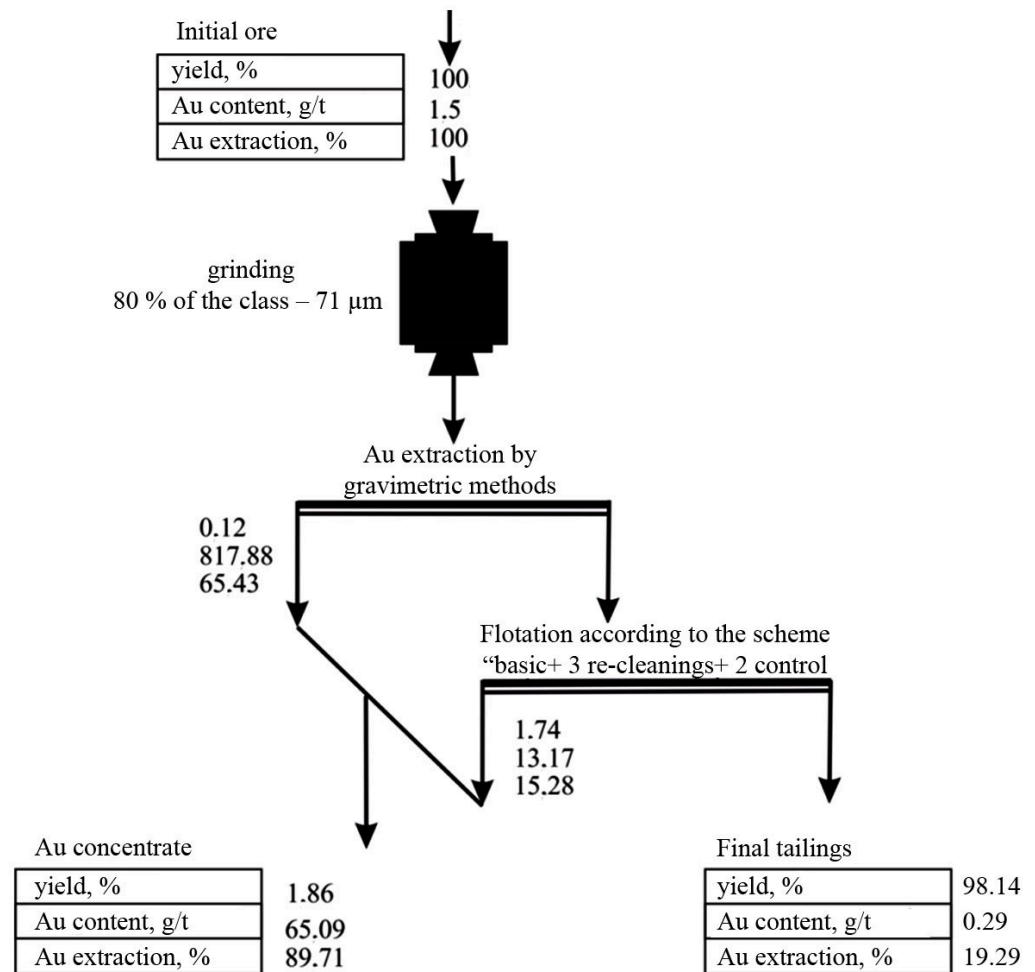 Initial ore
yield, % 100
Au content, g/t 1.5
Au extraction, % 100
grinding
80 % of the class – 71 µm
Au extraction by
gravimetric methods
0.12
817.88
65.43
Flotation according to the scheme
“basic+ 3 re-cleanings+ 2 control
1.74
13.17
15.28
Au concentrate
yield, % 1.86
Au content, g/t 65.09
Au extraction, % 89.71
Final tailings
yield, % 98.14
Au content, g/t 0.29
Au extraction, % 19.29